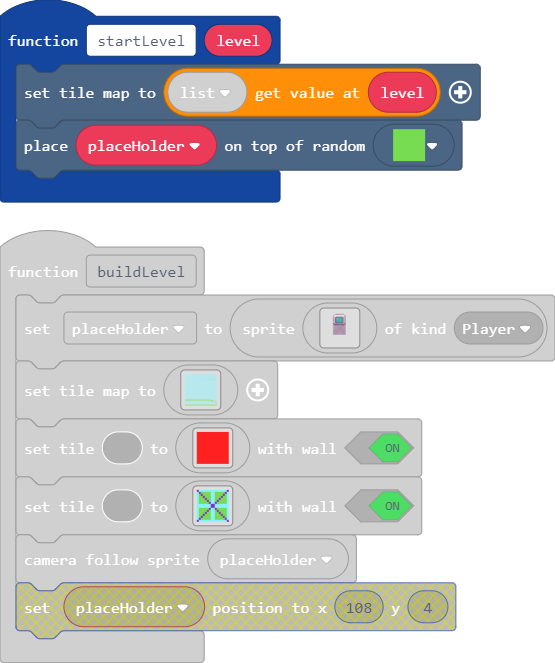 function startLevel level
set tile map to list get value at level
place placeHolder on top of random
function buildLevel
set placeHolder to sprite of kind Player
set tile map to
set tile to with wall ON
set tile to with wall ON
camera follow sprite placeHolder
set placeHolder position to x 108 y 4